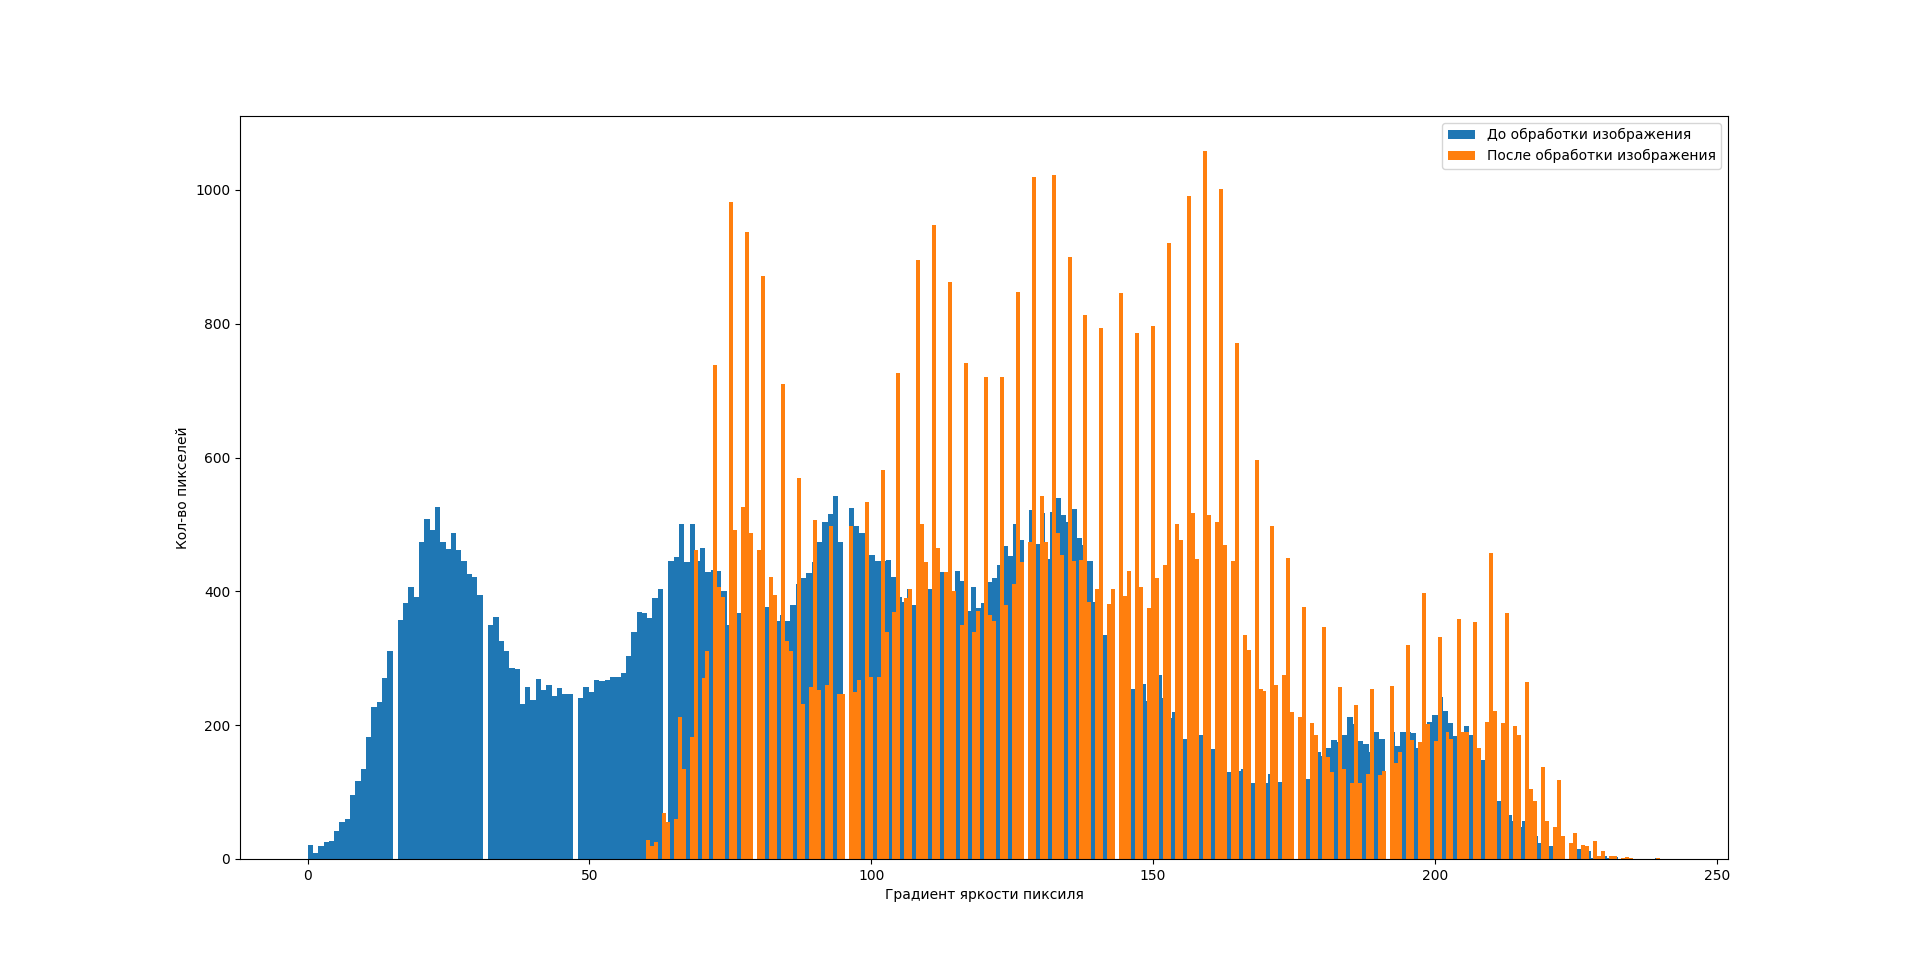 До обработки изображения
После обработки изображения
Кол-во пикселей
1000
800
600
400
200
0
0 50 100 150 200 250
Градиент яркости пиксиля